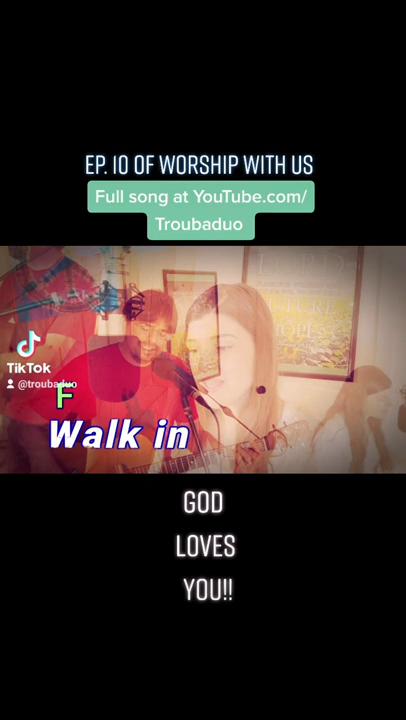 EP. 10 OF WORSHIP WITH US
Full song at YouTube.com/
Troubaduo
TikTok
@troubaduo
F
Walk in
GOD
LOVES
YOU!!